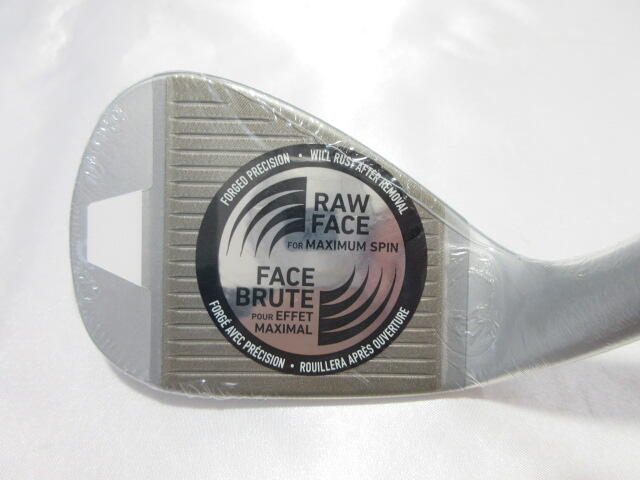 FORGED PRECISION • WILL RUST AFTER REMOVAL
RAW
FACE
FOR MAXIMUM SPIN
FACE
BRUTE
POUR EFFET
MAXIMAL
FORGÉ AVEC PRÉCISION • ROUILLERA APRÈS OUVERTURE